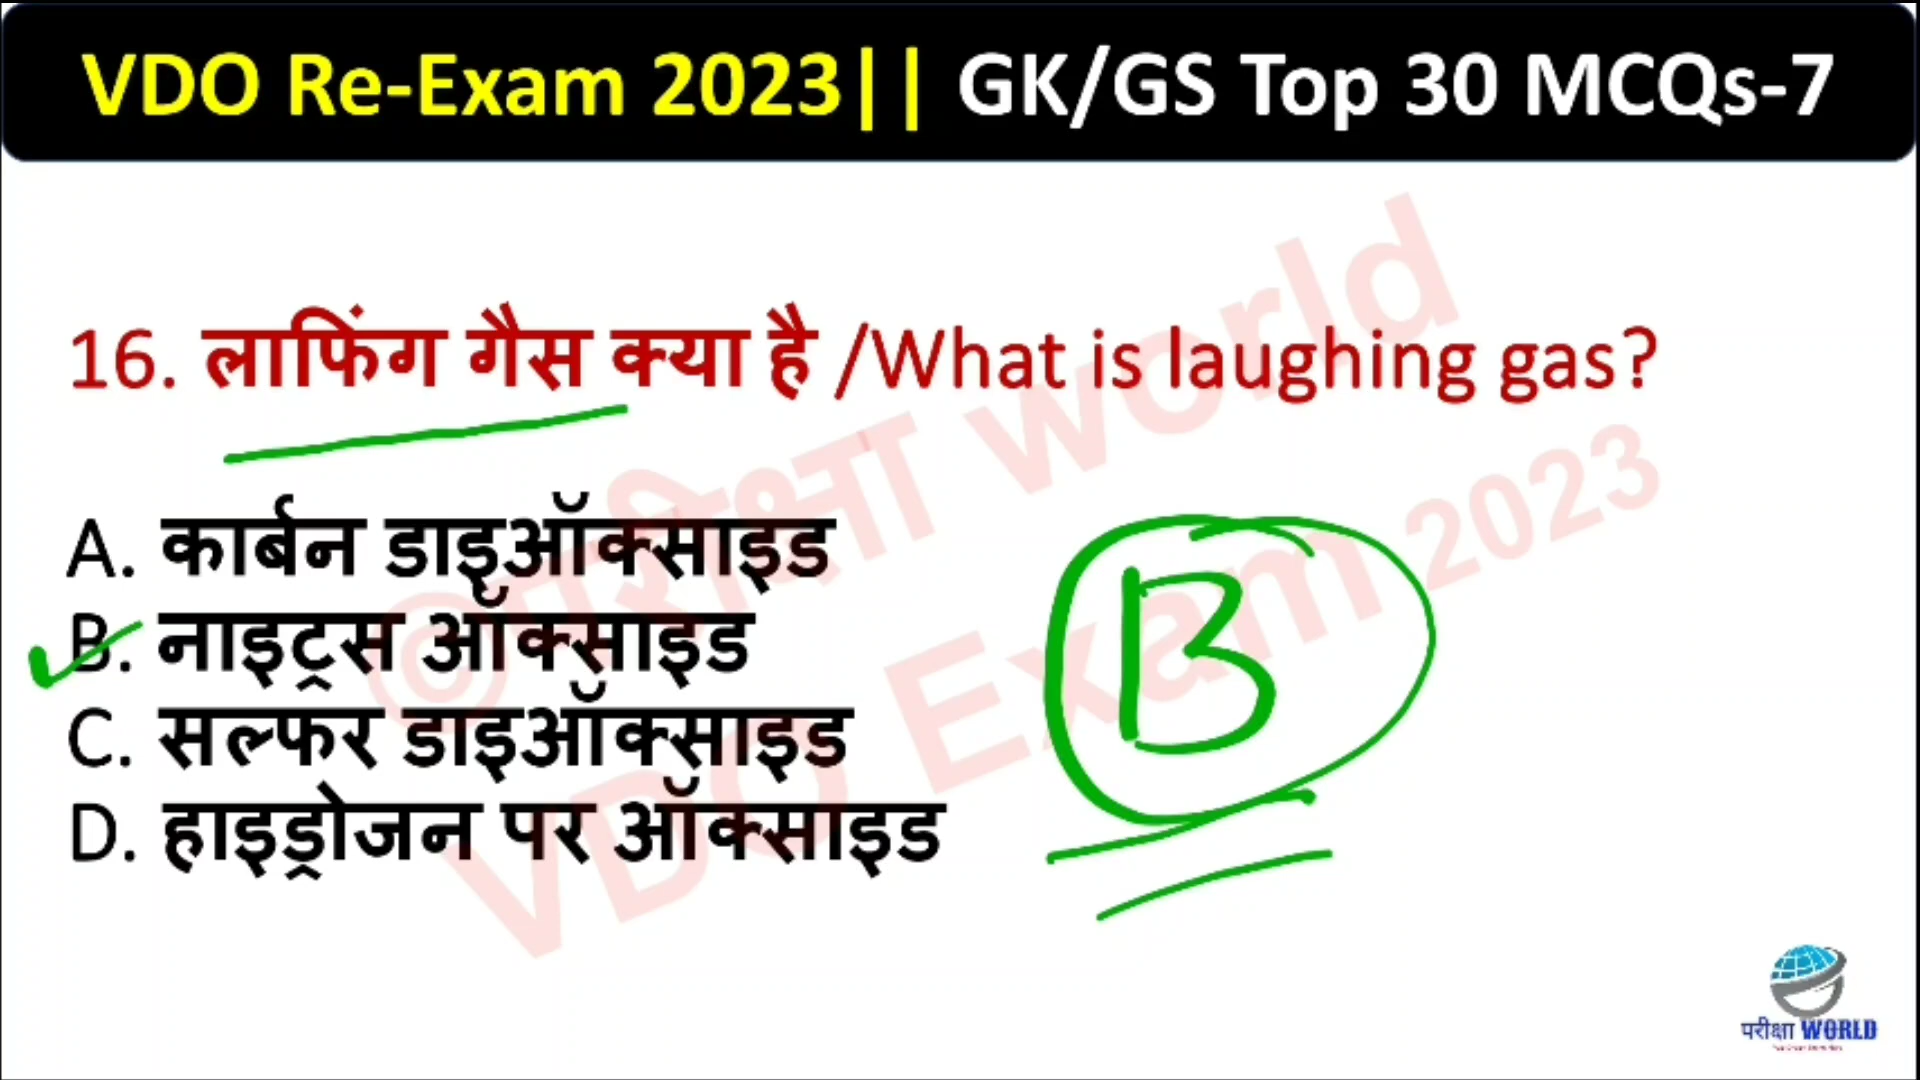 VDO Re-Exam 2023|| GK/GS Top 30 MCQs-7
16. लाफिंग गैस क्या है /What is laughing gas?
A. कार्बन डाइऑक्साइड
B. नाइट्रस ऑक्साइड
C. सल्फर डाइऑक्साइड
D. हाइड्रोजन पर ऑक्साइड
B
©परिक्षा world
VDO Exam 2023
परीक्षा WORLD